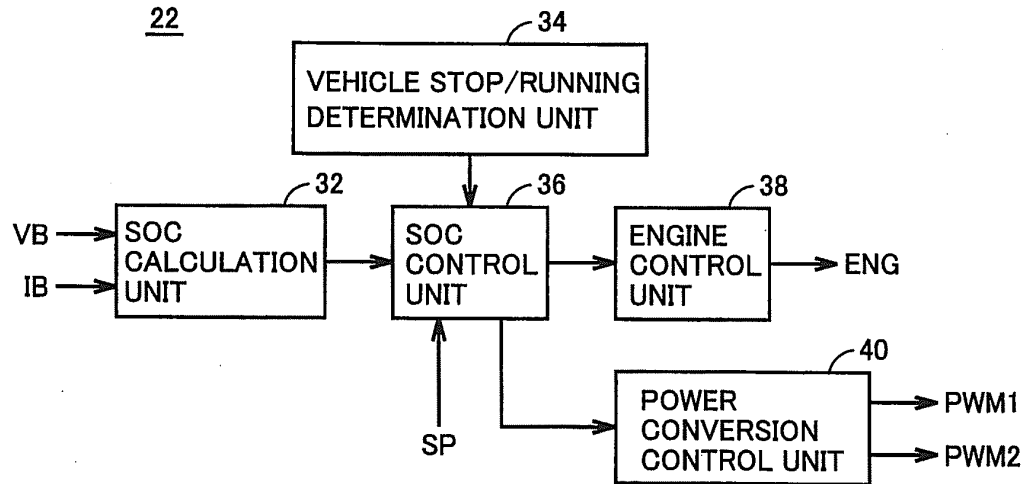 22
34
VEHICLE STOP/RUNNING
DETERMINATION UNIT
32
36
38
VB
IB
SOC
CALCULATION
UNIT
SOC
CONTROL
UNIT
ENGINE
CONTROL
UNIT
ENG
SP
40
POWER
CONVERSION
CONTROL UNIT
PWM1
PWM2